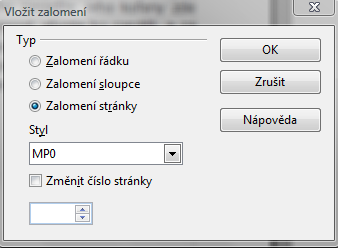 Vložit zalomení
Typ
Zalomení řádku
Zalomení sloupce
Zalomení stránky
Styl
MP0
Změnit číslo stránky
OK
Zrušit
Nápověda